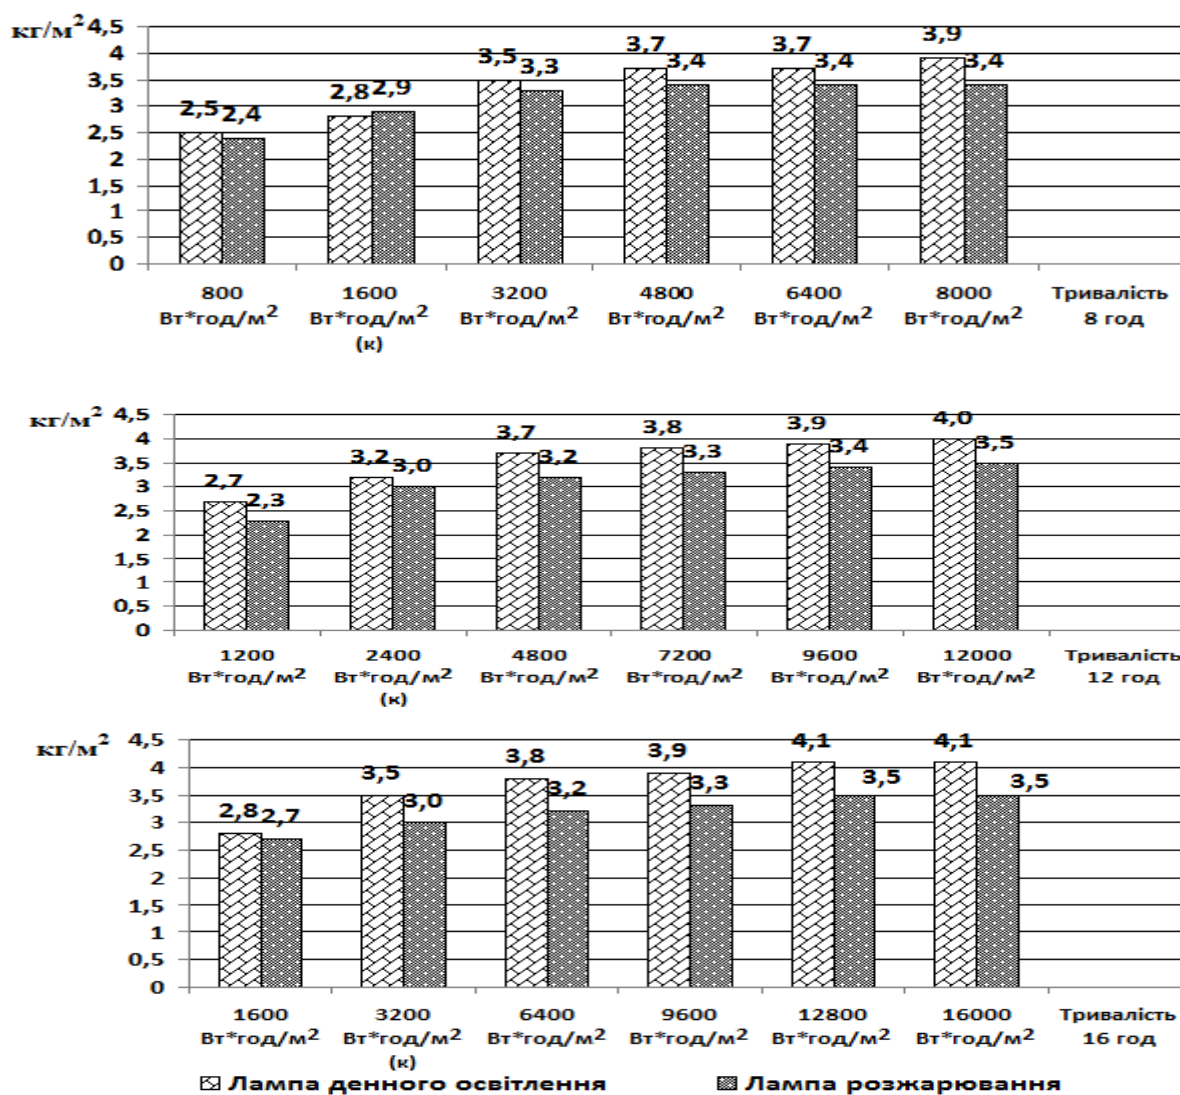 кг/м²
4,5
4
3,5
3
2,5
2
1,5
1
0,5
0
2,5 2,4 2,8 2,9 3,5 3,3 3,7 3,4 3,7 3,4 3,9 3,4
800 1600 3200 4800 6400 8000 Тривалість
Вт*год/м² Вт*год/м² Вт*год/м² Вт*год/м² Вт*год/м² Вт*год/м² 8 год
(к)
кг/м²
4,5
4
3,5
3
2,5
2
1,5
1
0,5
0
2,7 2,3 3,2 3,0 3,7 3,2 3,8 3,3 3,9 3,4 4,0 3,5
1200 2400 4800 7200 9600 12000 Тривалість
Вт*год/м² Вт*год/м² Вт*год/м² Вт*год/м² Вт*год/м² Вт*год/м² 12 год
(к)
кг/м²
4,5
4
3,5
3
2,5
2
1,5
1
0,5
0
2,8 2,7 3,5 3,0 3,8 3,2 3,9 3,3 4,1 3,5 4,1 3,5
1600 3200 6400 9600 12800 16000 Тривалість
Вт*год/м² Вт*год/м² Вт*год/м² Вт*год/м² Вт*год/м² Вт*год/м² 16 год
(к)
Лампа денного освітлення Лампа розжарювання